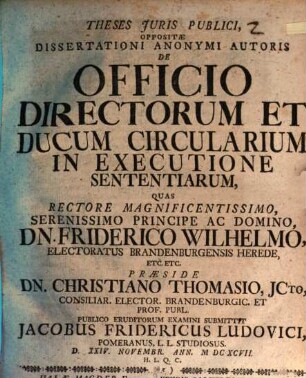 THESES JURIS PUBLICI, 2
OPPOSITÆ
DISSERTATIONI ANONYMI AUTORIS
DE
OFFICIO
DIRECTORUM ET
DUCUM CIRCULARIUM
IN EXECUTIONE
SENTENTIARUM,
QUAS
RECTORE MAGNIFICENTISSIMO,
SERENISSIMO PRINCIPE AC DOMINO,
DN. FRIDERICO WILHELMO,
ELECTORATUS BRANDENBURGENSIS HEREDE,
ETC. ETC.
PRÆSIDE
DN. CHRISTIANO THOMASIO, JCTO,
CONSILIAR. ELECTOR. BRANDENBURGIC. ET
PROF. PUBL.
PUBLICO ERUDITORUM EXAMINI SUBMITTIT
JACOBUS FRIDERICUS LUDOVICI,
POMERANUS, L. L. STUDIOSUS.
D. XXIV. NOVEMBR. ANN. M DC XCVII.
H. L. Q. C.